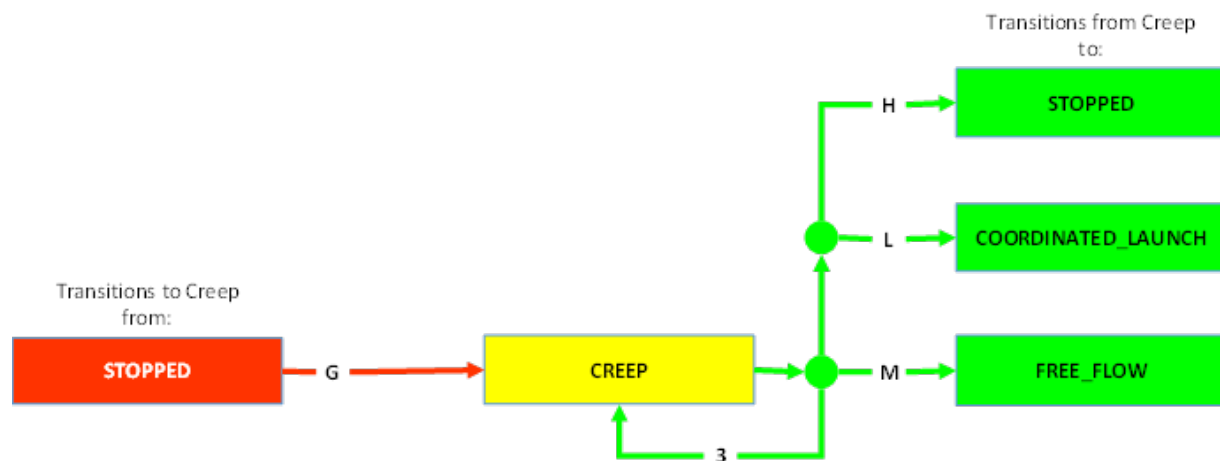 Transitions from Creep
to:
H
STOPPED
L
COORDINATED_LAUNCH
Transitions to Creep
from:
STOPPED
G
CREEP
M
FREE_FLOW
3